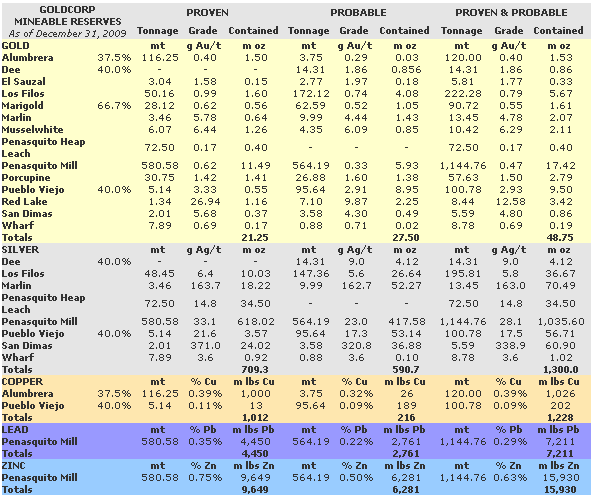 GOLDCORP
MINEABLE RESERVES
As of December 31, 2009
PROVEN PROBABLE PROVEN & PROBABLE
Tonnage Grade Contained Tonnage Grade Contained Tonnage Grade Contained
GOLD mt g Au/t m oz mt g Au/t m oz mt g Au/t m oz
Alumbrera 37.5% 116.25 0.40 1.50 3.75 0.29 0.03 120.00 0.40 1.53
Dee 40.0% - - - 14.31 1.86 0.856 14.31 1.86 0.86
El Sauzal 3.04 1.58 0.15 2.77 1.97 0.18 5.81 1.77 0.33
Los Filos 50.16 0.99 1.60 172.12 0.74 4.08 222.28 0.79 5.67
Marigold 66.7% 28.12 0.62 0.56 62.59 0.52 1.05 90.72 0.55 1.61
Marlin 3.46 5.78 0.64 9.99 4.44 1.43 13.45 4.78 2.07
Musselwhite 6.07 6.44 1.26 4.35 6.09 0.85 10.42 6.29 2.11
Penasquito Heap
Leach 72.50 0.17 0.40 - - - 72.50 0.17 0.40
Penasquito Mill 580.58 0.62 11.49 564.19 0.33 5.93 1,144.76 0.47 17.42
Porcupine 30.75 1.42 1.41 26.88 1.60 1.38 57.63 1.50 2.79
Pueblo Viejo 40.0% 5.14 3.33 0.55 95.64 2.91 8.95 100.78 2.93 9.50
Red Lake 1.34 26.94 1.16 7.10 9.87 2.25 8.44 12.58 3.42
San Dimas 2.01 5.68 0.37 3.58 4.30 0.49 5.59 4.80 0.86
Wharf 7.89 0.69 0.17 0.88 0.71 0.02 8.78 0.69 0.19
Totals 21.25 27.50 48.75
SILVER mt g Ag/t m oz mt g Ag/t m oz mt g Ag/t m oz
Dee 40.0% - - - 14.31 9.0 4.12 14.31 9.0 4.12
Los Filos 48.45 6.4 10.03 147.36 5.6 26.64 195.81 5.8 36.67
Marlin 3.46 163.7 18.22 9.99 162.7 52.27 13.45 163.0 70.49
Penasquito Heap
Leach 72.50 14.8 34.50 - - - 72.50 14.8 34.50
Penasquito Mill 580.58 33.1 618.02 564.19 23.0 417.58 1,144.76 28.1 1,035.60
Pueblo Viejo 40.0% 5.14 21.6 3.57 95.64 17.3 53.14 100.78 17.5 56.71
San Dimas 2.01 371.0 24.02 3.58 320.8 36.88 5.59 338.9 60.90
Wharf 7.89 3.6 0.92 0.88 3.6 0.10 8.78 3.6 1.02
Totals 709.3 590.7 1,300.0
COPPER mt % Cu m lbs Cu mt % Cu m lbs Cu mt % Cu m lbs Cu
Alumbrera 37.5% 116.25 0.39% 1,000 3.75 0.32% 26 120.00 0.39% 1,026
Pueblo Viejo 40.0% 5.14 0.11% 13 95.64 0.09% 189 100.78 0.09% 202
Totals 1,012 216 1,228
LEAD mt % Pb m lbs Pb mt % Pb m lbs Pb mt % Pb m lbs Pb
Penasquito Mill 580.58 0.35% 4,450 564.19 0.22% 2,761 1,144.76 0.29% 7,211
Totals 4,450 2,761 7,211
ZINC mt % Zn m lbs Zn mt % Zn m lbs Zn mt % Zn m lbs Zn
Penasquito Mill 580.58 0.75% 9,649 564.19 0.50% 6,281 1,144.76 0.63% 15,930
Totals 9,649 6,281 15,930